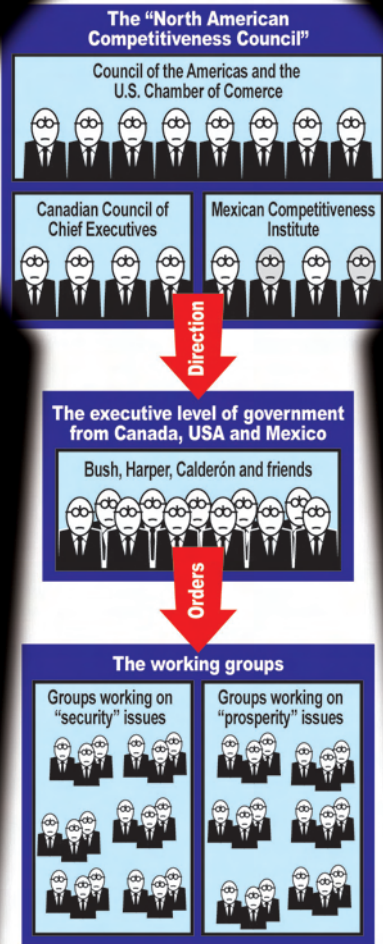 The “North American
Competitiveness Council”
Council of the Americas and the
U.S. Chamber of Comerce
Canadian Council of
Chief Executives
Mexican Competitiveness
Institute
Direction
The executive level of government
from Canada, USA and Mexico
Bush, Harper, Calderón and friends
Orders
The working groups
Groups working on
“security” issues
Groups working on
“prosperity” issues